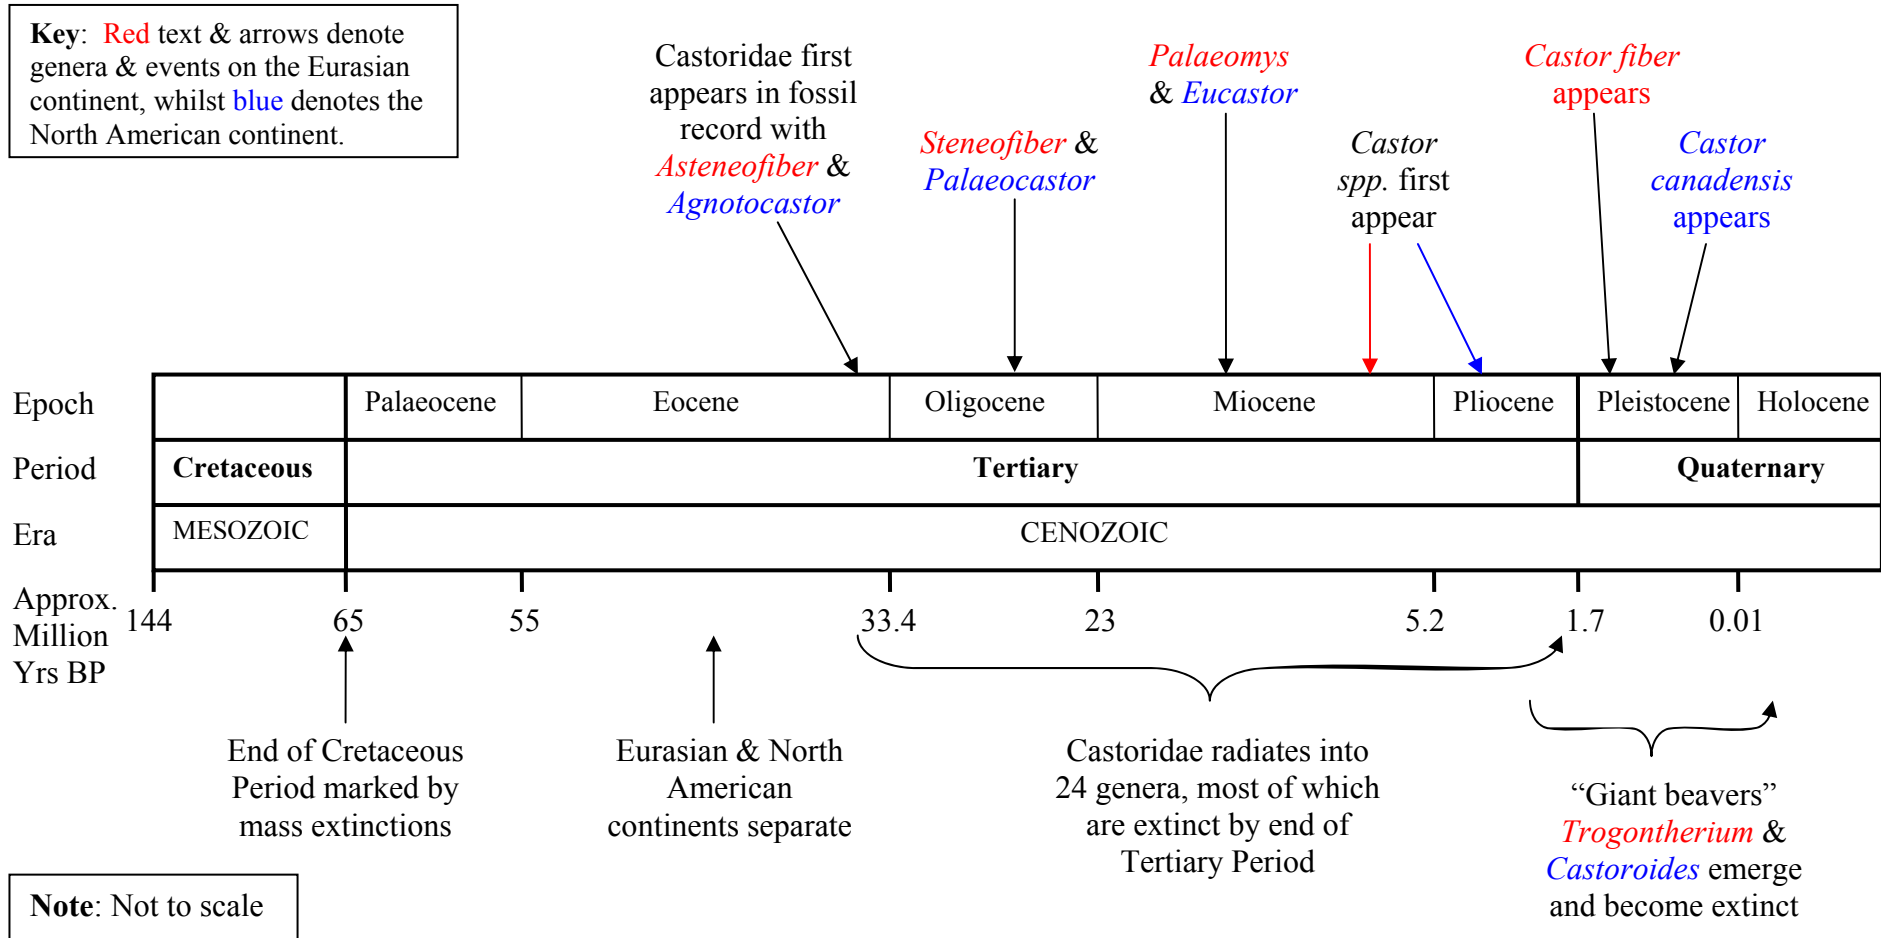 Key: Red text & arrows denote
genera & events on the Eurasian
continent, whilst blue denotes the
North American continent.
Castoridae first
appears in fossil
record with
Asteneofiber &
Agnotocastor
Steneofiber &
Palaeocastor
Palaeomys
& Eucastor
Castor
spp. first
appear
Castor fiber
appears
Castor
canadensis
appears
Epoch
Palaeocene
Eocene
Oligocene
Miocene
Pliocene
Pleistocene
Holocene
Period
Cretaceous
Tertiary
Quaternary
Era
MESOZOIC
CENOZOIC
Approx.
Million
Yrs BP
144
65
55
33.4
23
5.2
1.7
0.01
End of Cretaceous
Period marked by
mass extinctions
Eurasian & North
American
continents separate
Castoridae radiates into
24 genera, most of which
are extinct by end of
Tertiary Period
“Giant beavers”
Trogontherium &
Castoroides emerge
and become extinct
Note: Not to scale